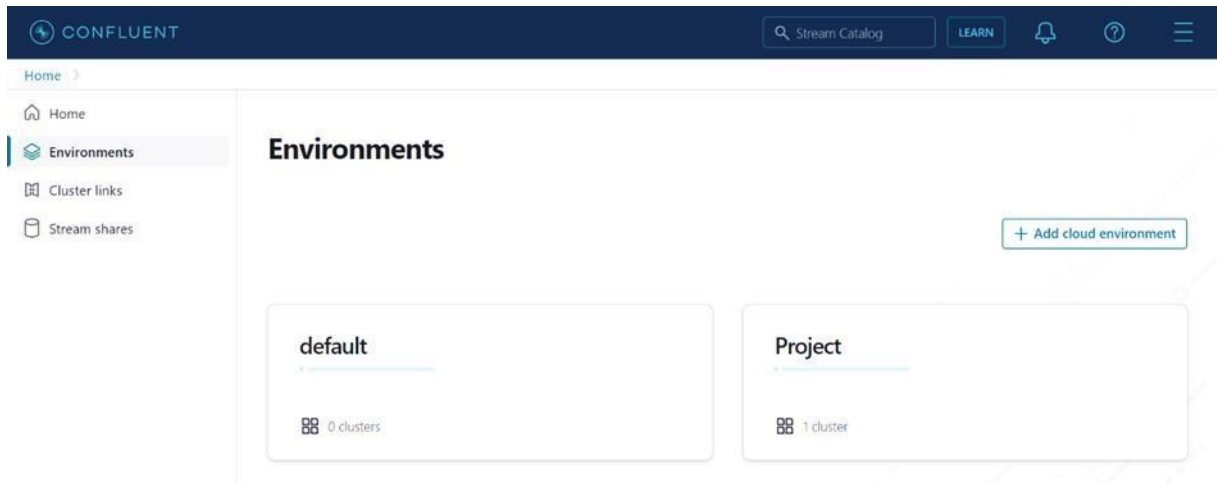 CONFLUENT
Stream Catalog
LEARN
Home >
Home
Environments
Cluster links
Stream shares
Environments
+ Add cloud environment
default
0 clusters
Project
1 cluster